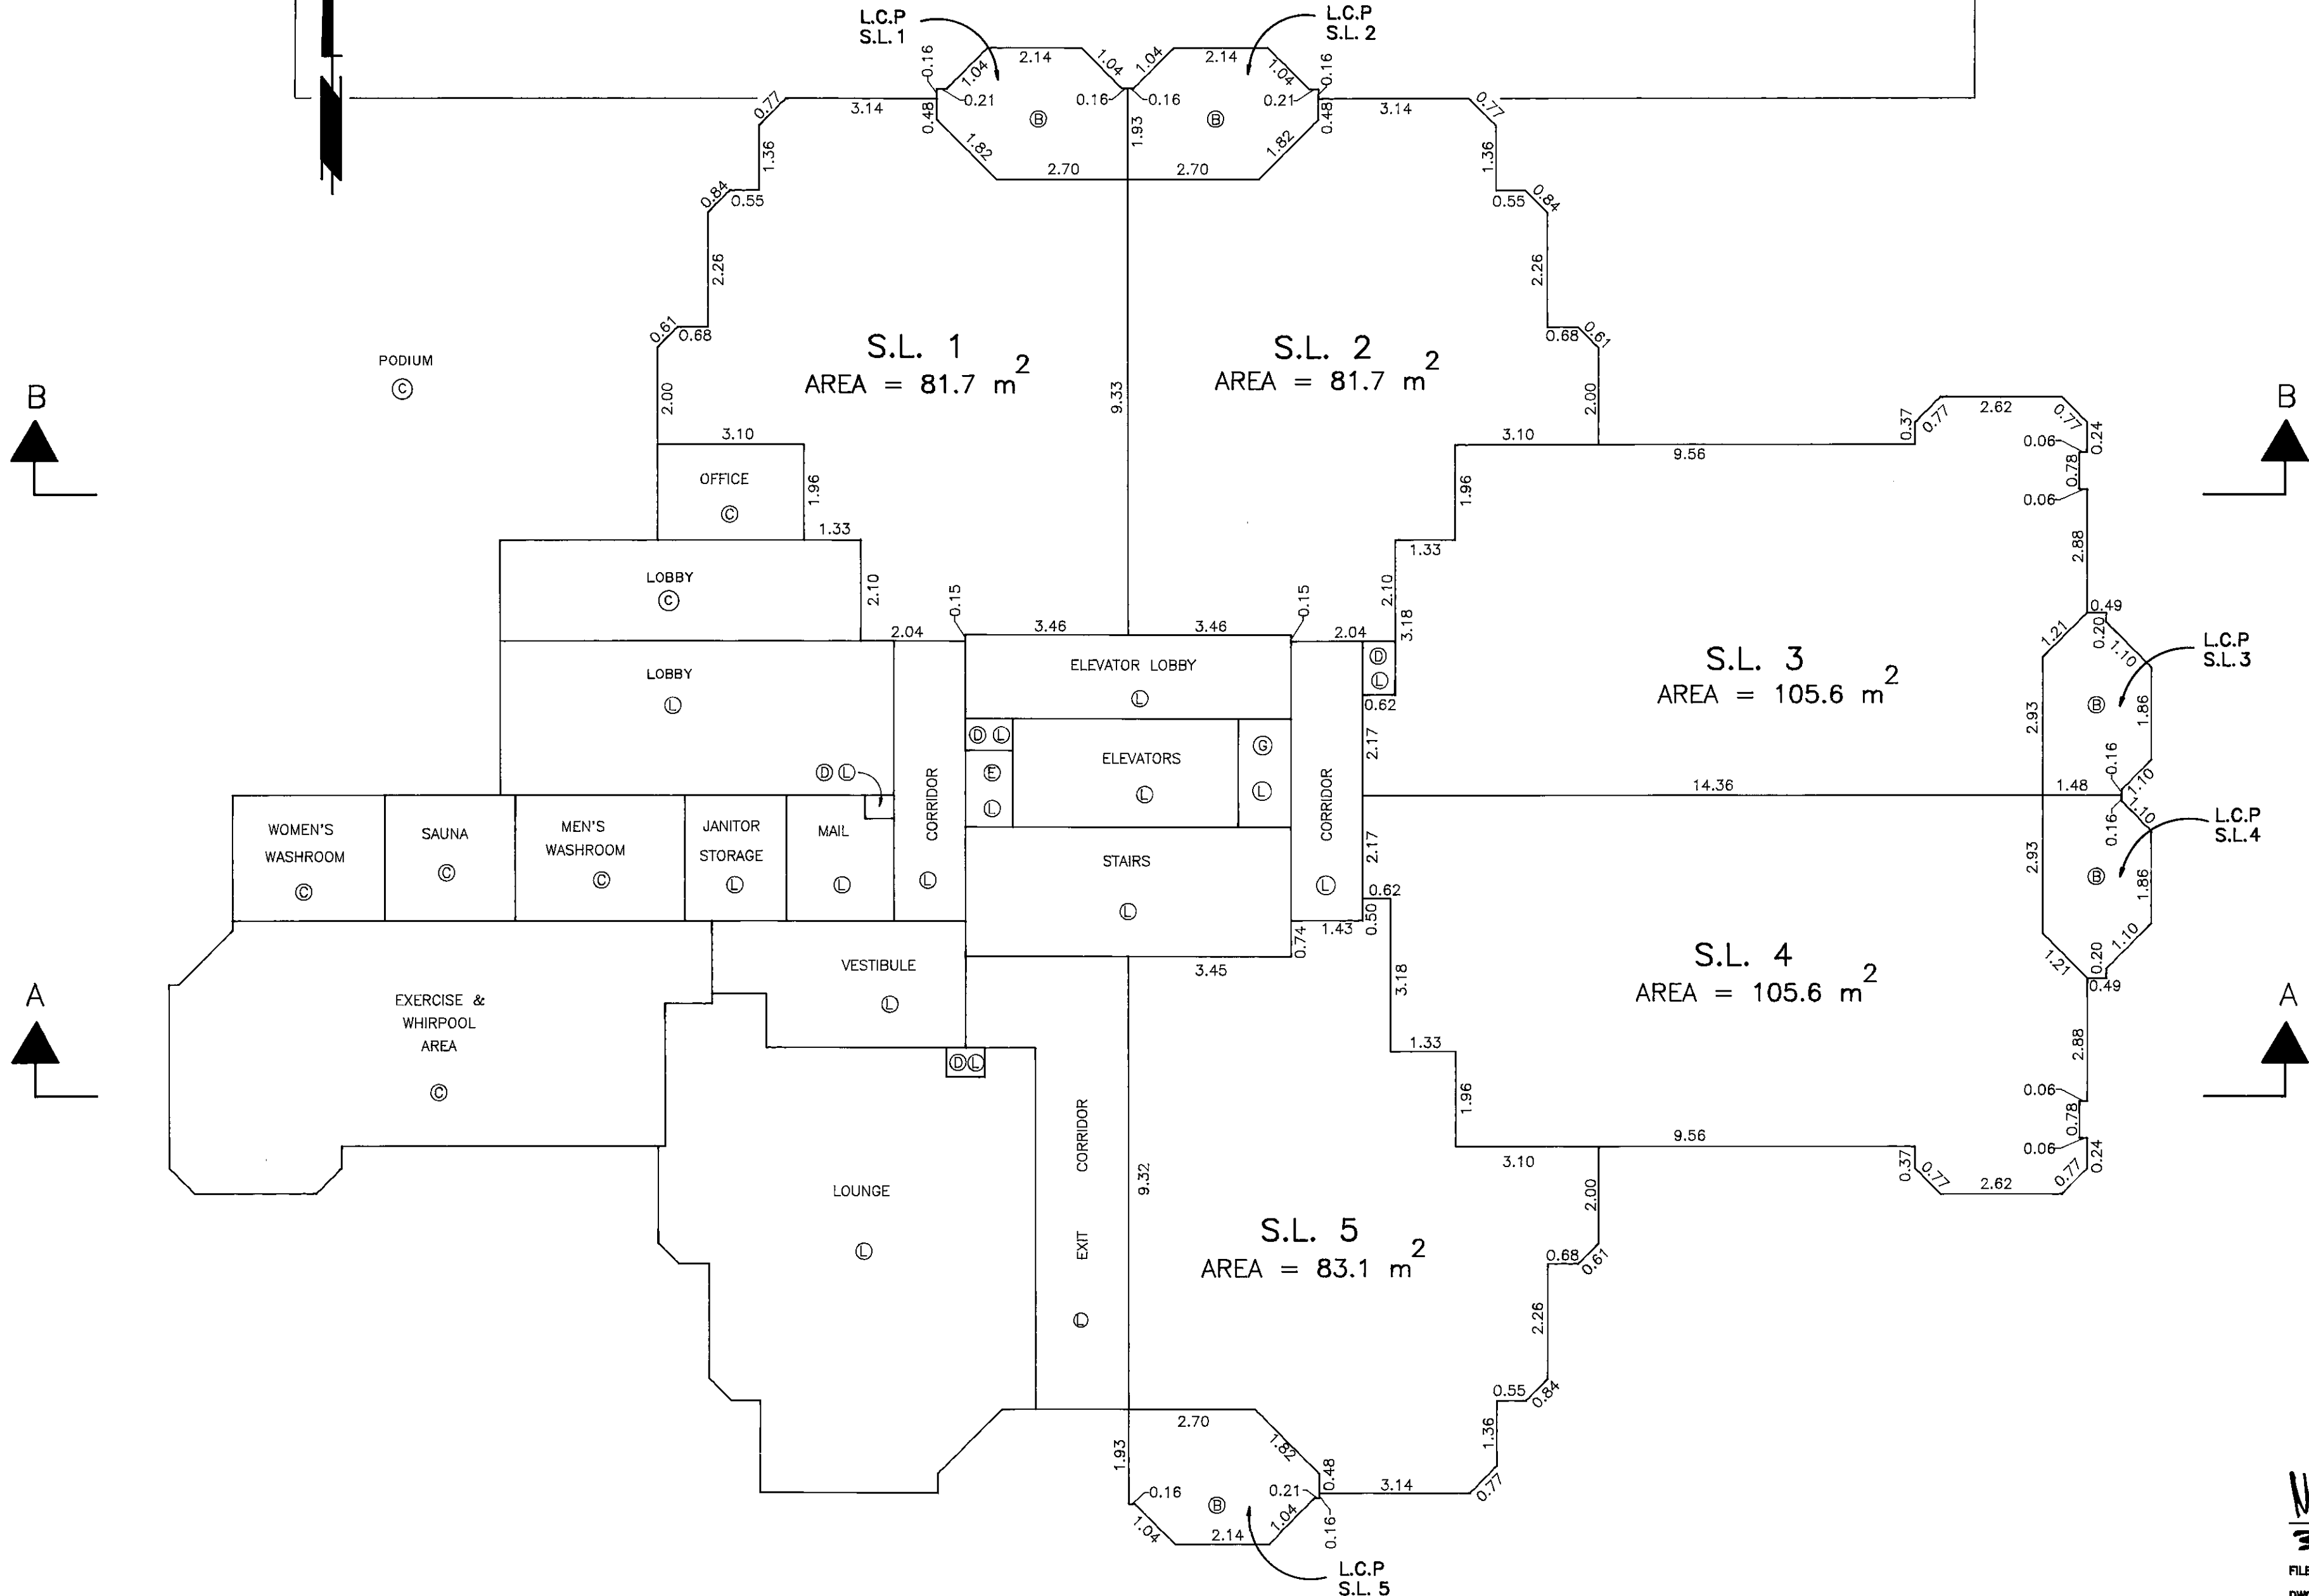 L.C.P
S.L. 1
L.C.P
S.L. 2
0.16
1.04
2.14
1.04
1.04
2.14
1.04
0.16
0.77
3.14
0.48
0.21
0.16
0.16
0.21
0.48
3.14
0.77
B
B
1.36
1.82
1.93
1.82
1.36
2.70
2.70
0.84
0.55
0.55
0.84
2.26
2.26
0.61
0.68
0.68
0.61
S.L. 1
AREA = 81.7 m2
S.L. 2
AREA = 81.7 m2
PODIUM
C
B
B
2.00
9.33
2.00
2.62
0.37
0.77
0.77
0.24
0.06
0.78
0.06
3.10
3.10
9.56
OFFICE
C
1.96
1.96
1.33
1.33
2.88
LOBBY
C
2.10
2.10
0.15
0.15
0.49
3.18
2.04
3.46
3.46
2.04
0.20
1.21
1.10
L.C.P
S.L. 3
LOBBY
L
ELEVATOR LOBBY
L
D
L
0.62
S.L. 3
AREA = 105.6 m2
B
2.93
1.86
D L
E
L
ELEVATORS
L
G
L
2.17
D L
CORRIDOR
L
CORRIDOR
L
14.36
1.48
0.16
1.10
1.10
0.16
L.C.P
S.L. 4
WOMEN'S
WASHROOM
C
SAUNA
C
MEN'S
WASHROOM
C
JANITOR
STORAGE
L
MAIL
L
STAIRS
L
2.17
0.62
0.50
1.43
0.74
3.45
2.93
B
1.86
1.10
0.20
1.21
0.49
S.L. 4
AREA = 105.6 m2
A
A
EXERCISE &
WHIRPOOL
AREA
C
VESTIBULE
L
DL
3.18
1.33
1.96
2.88
0.06
0.78
0.06
0.24
3.10
9.56
0.37
0.77
2.62
0.77
LOUNGE
L
EXIT CORRIDOR
L
9.32
2.00
S.L. 5
AREA = 83.1 m2
0.68
0.61
2.26
0.55
0.84
1.36
2.70
1.82
1.93
0.48
3.14
0.77
0.16
B
0.21
1.04
2.14
1.04
0.16
L.C.P
S.L. 5
FILE